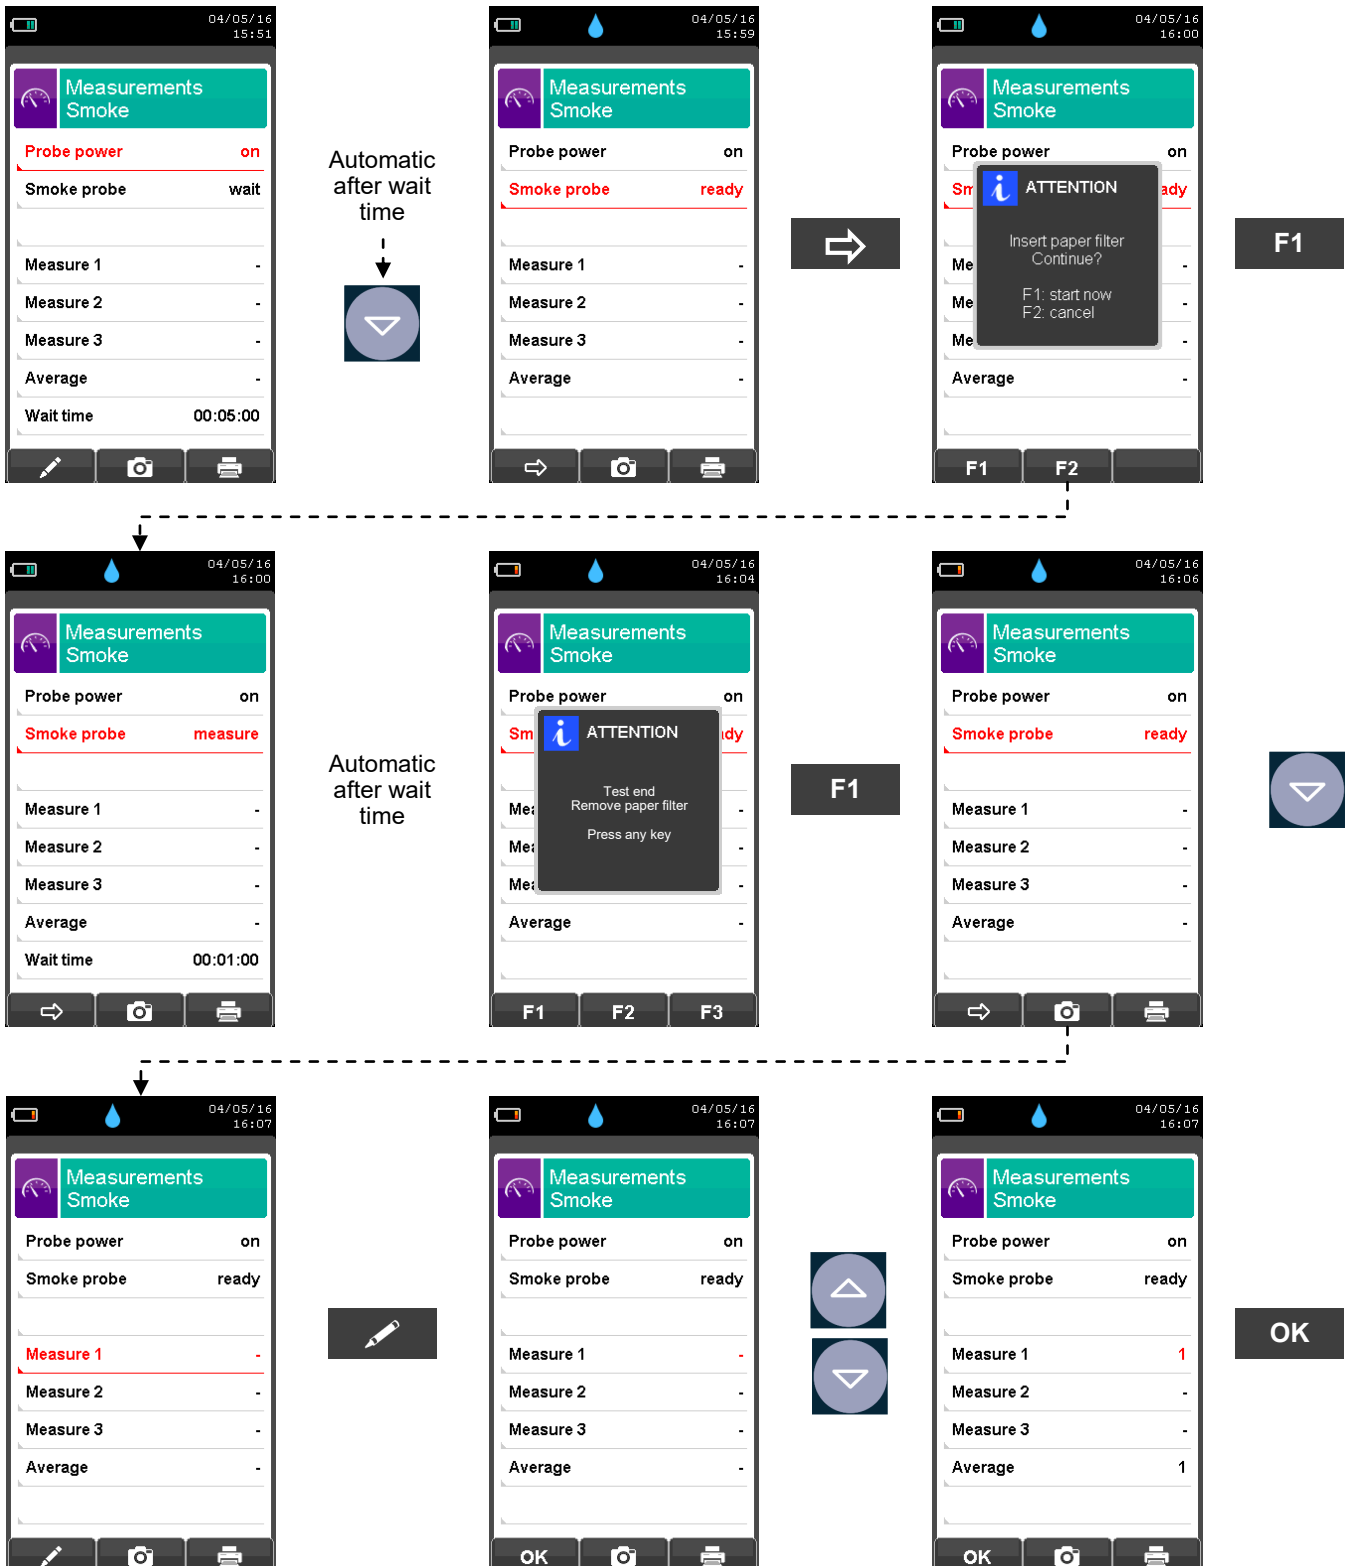 04/05/16
15:51
Measurements
Smoke
Probe power on
Smoke probe wait
Measure 1 -
Measure 2 -
Measure 3 -
Average -
Wait time 00:05:00
Automatic
after wait
time
04/05/16
15:59
Measurements
Smoke
Probe power on
Smoke probe ready
Measure 1 -
Measure 2 -
Measure 3 -
Average -
04/05/16
16:00
Measurements
Smoke
Probe power on
Sm ady
ATTENTION
Insert paper filter
Continue?
F1: start now
F2: cancel
Me -
Me -
Me -
Average -
F1 F2
F1
04/05/16
16:00
Measurements
Smoke
Probe power on
Smoke probe measure
Measure 1 -
Measure 2 -
Measure 3 -
Average -
Wait time 00:01:00
Automatic
after wait
time
04/05/16
16:04
Measurements
Smoke
Probe power on
Sm dy
ATTENTION
Test end
Remove paper filter
Press any key
Mea -
Mea -
Mea -
Average -
F1 F2 F3
F1
04/05/16
16:06
Measurements
Smoke
Probe power on
Smoke probe ready
Measure 1 -
Measure 2 -
Measure 3 -
Average -
04/05/16
16:07
Measurements
Smoke
Probe power on
Smoke probe ready
Measure 1 -
Measure 2 -
Measure 3 -
Average -
04/05/16
16:07
Measurements
Smoke
Probe power on
Smoke probe ready
Measure 1 -
Measure 2 -
Measure 3 -
Average -
OK
04/05/16
16:07
Measurements
Smoke
Probe power on
Smoke probe ready
Measure 1 1
Measure 2 -
Measure 3 -
Average 1
OK
OK